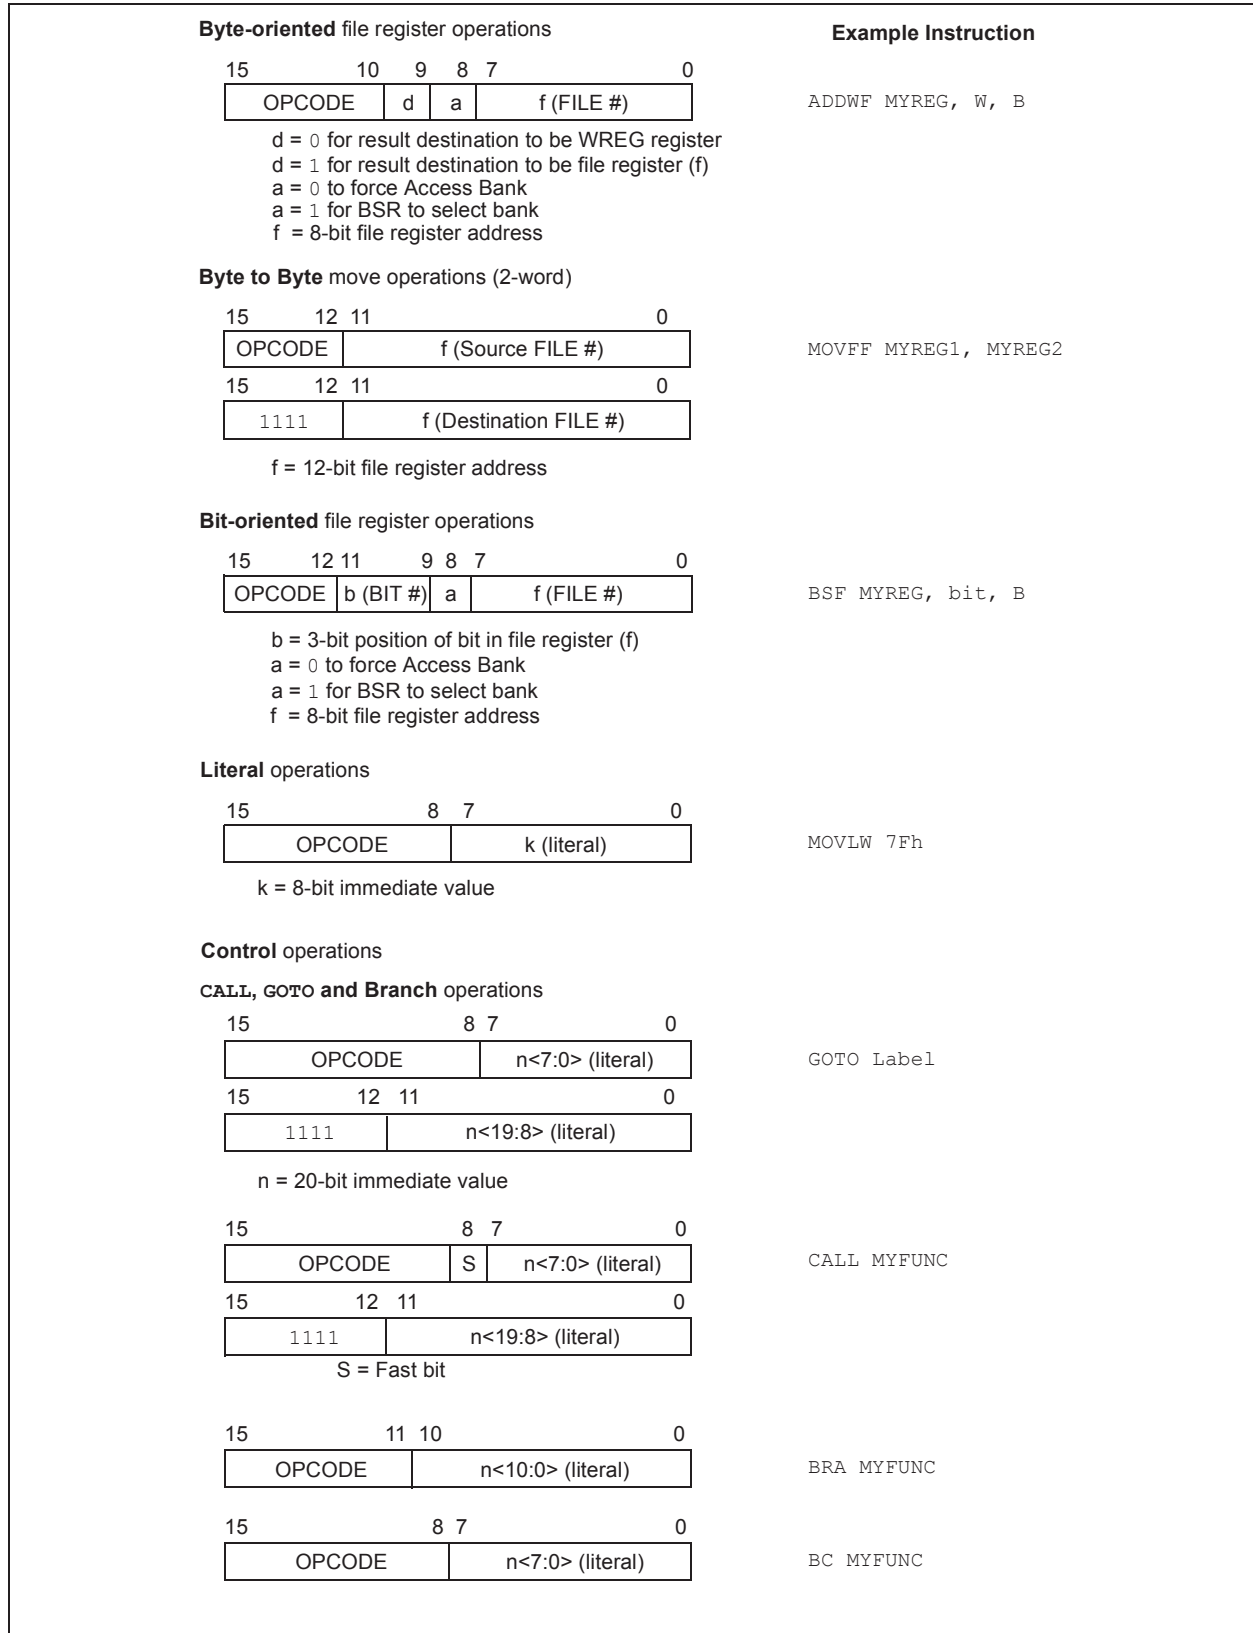 Byte-oriented file register operations
Example Instruction
15 10 9 8 7 0
OPCODE d a f (FILE #)
ADDWF MYREG, W, B
d = 0 for result destination to be WREG register
d = 1 for result destination to be file register (f)
a = 0 to force Access Bank
a = 1 for BSR to select bank
f = 8-bit file register address
Byte to Byte move operations (2-word)
15 12 11 0
OPCODE f (Source FILE #)
MOVFF MYREG1, MYREG2
15 12 11 0
1111 f (Destination FILE #)
f = 12-bit file register address
Bit-oriented file register operations
15 12 11 9 8 7 0
OPCODE b (BIT #) a f (FILE #)
BSF MYREG, bit, B
b = 3-bit position of bit in file register (f)
a = 0 to force Access Bank
a = 1 for BSR to select bank
f = 8-bit file register address
Literal operations
15 8 7 0
OPCODE k (literal)
MOVLW 7Fh
k = 8-bit immediate value
Control operations
CALL, GOTO and Branch operations
15 8 7 0
OPCODE n<7:0> (literal)
GOTO Label
15 12 11 0
1111 n<19:8> (literal)
n = 20-bit immediate value
15 8 7 0
OPCODE S n<7:0> (literal)
CALL MYFUNC
15 12 11 0
1111 n<19:8> (literal)
S = Fast bit
15 11 10 0
OPCODE n<10:0> (literal)
BRA MYFUNC
15 8 7 0
OPCODE n<7:0> (literal)
BC MYFUNC